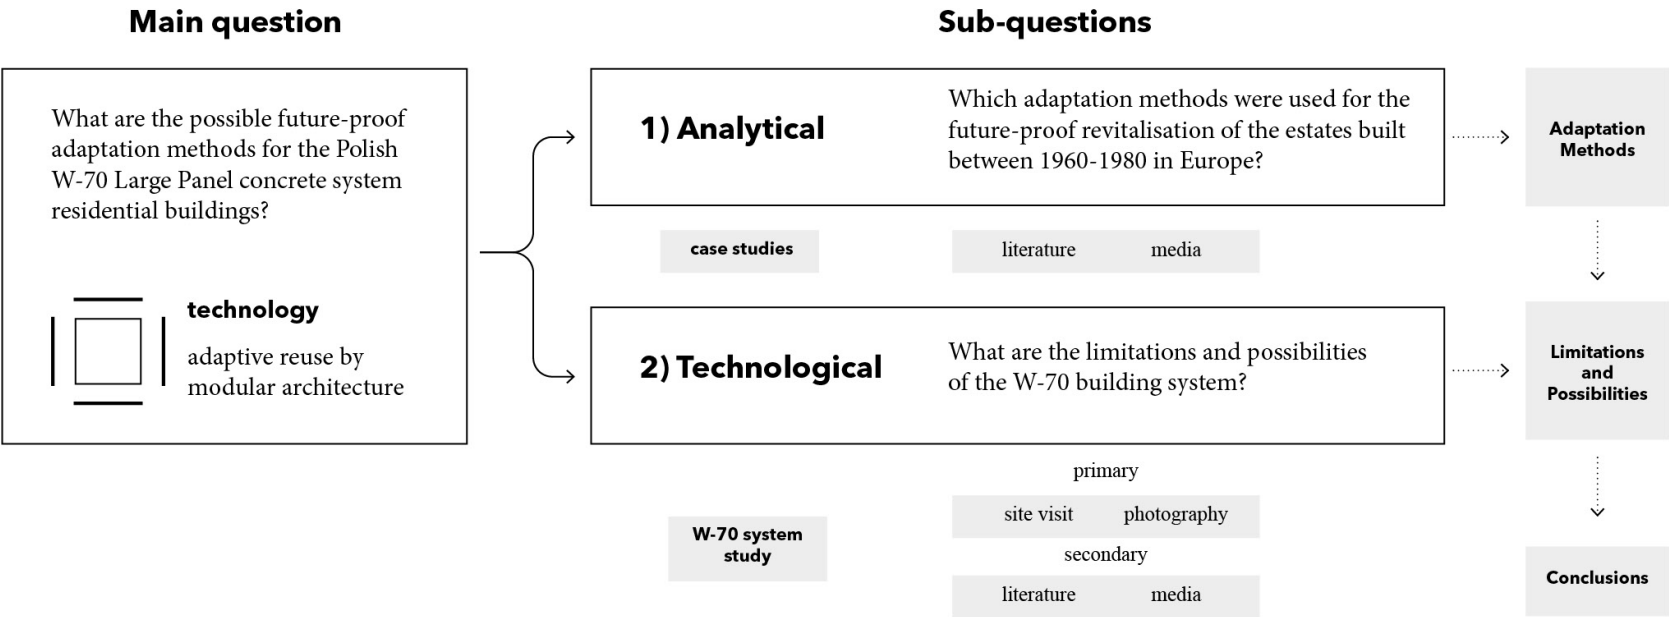 Main question
Sub-questions
What are the possible future-proof
adaptation methods for the Polish
W-70 Large Panel concrete system
residential buildings?
technology
adaptive reuse by
modular architecture
1) Analytical
Which adaptation methods were used for the
future-proof revitalisation of the estates built
between 1960-1980 in Europe?
case studies
literature media
2) Technological
What are the limitations and possibilities
of the W-70 building system?
primary
site visit photography
W-70 system
study
secondary
literature media
Adaptation
Methods
Limitations
and
Possibilities
Conclusions